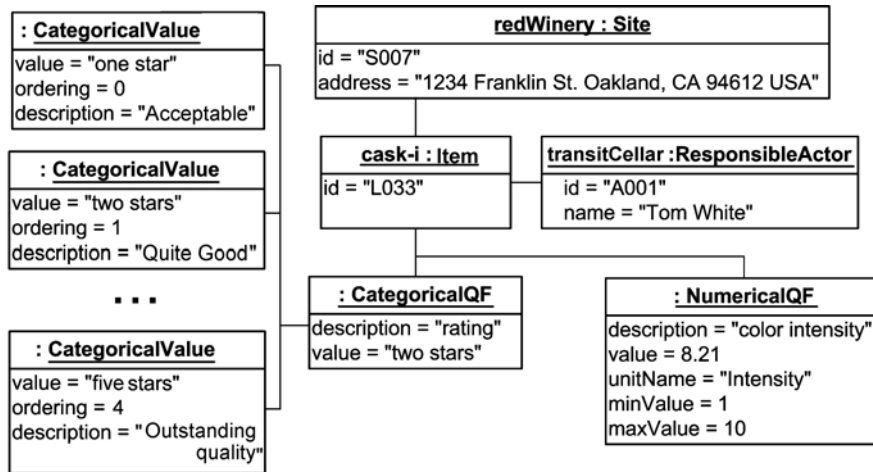 : CategoricalValue
value = "one star"
ordering = 0
description = "Acceptable"
: CategoricalValue
value = "two stars"
ordering = 1
description = "Quite Good"
...
: CategoricalValue
value = "five stars"
ordering = 4
description = "Outstanding
quality"
redWinery : Site
id = "S007"
address = "1234 Franklin St. Oakland, CA 94612 USA"
cask-i : Item
id = "L033"
transitCellar :ResponsibleActor
id = "A001"
name = "Tom White"
: CategoricalQF
description = "rating"
value = "two stars"
: NumericalQF
description = "color intensity"
value = 8.21
unitName = "Intensity"
minValue = 1
maxValue = 10